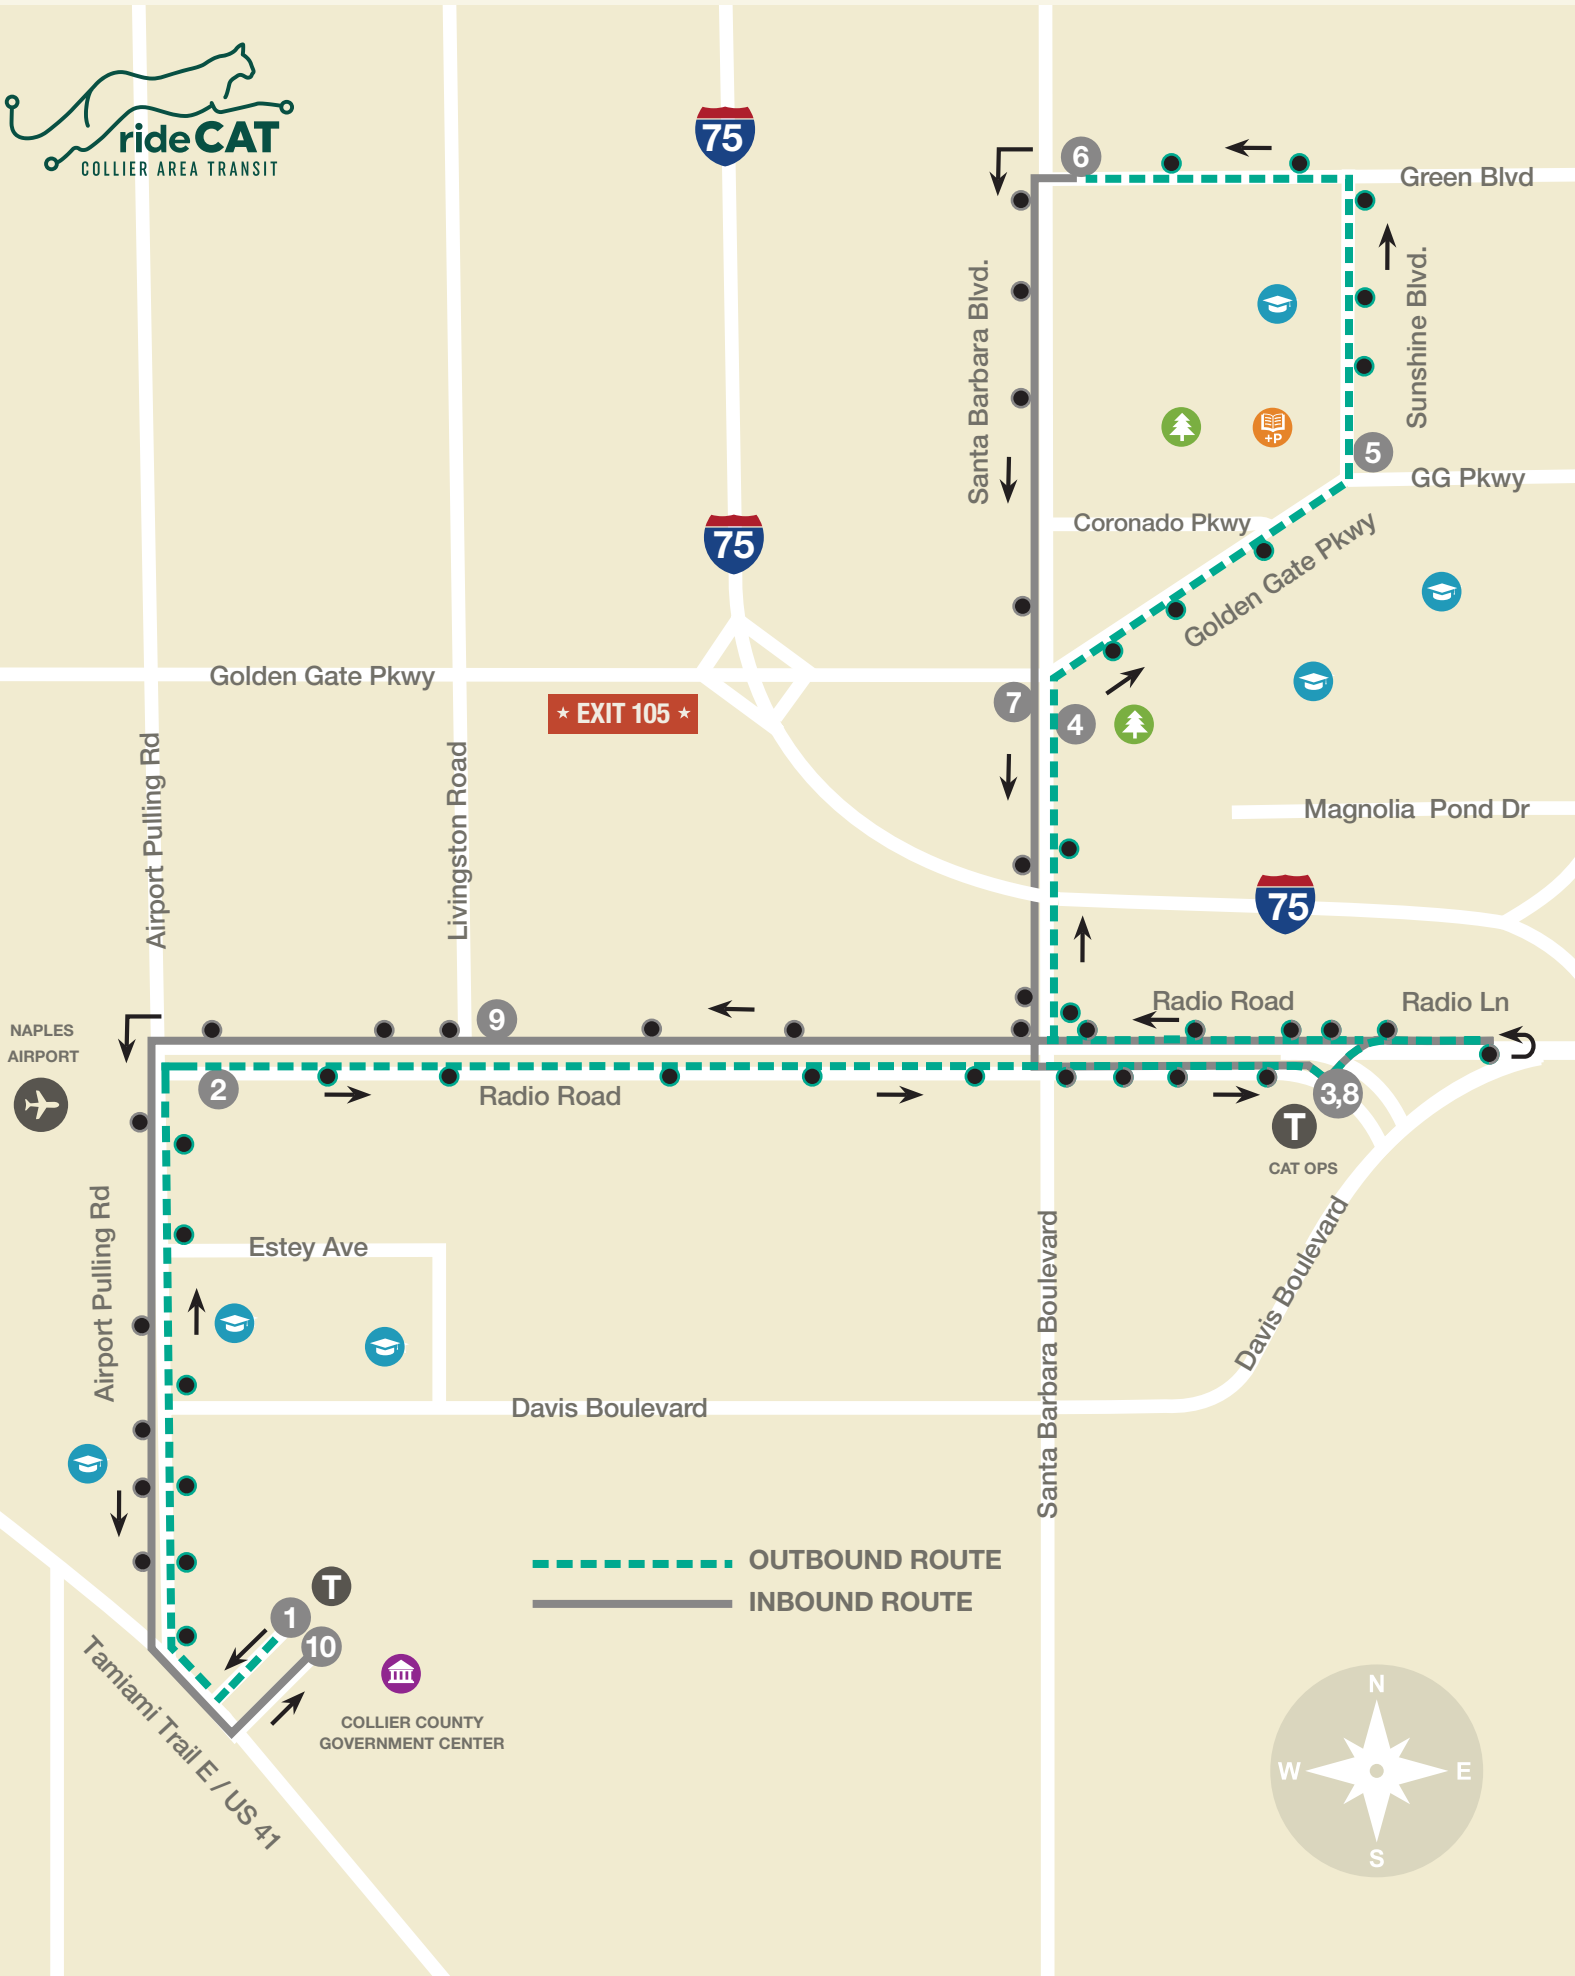 rideCAT
COLLIER AREA TRANSIT
75
6
Green Blvd
Santa Barbara Blvd.
Sunshine Blvd.
+P
5
GG Pkwy
Coronado Pkwy
75
Golden Gate Pkwy
Golden Gate Pkwy
EXIT 105
7
4
Airport Pulling Rd
Livingston Road
Magnolia Pond Dr
75
Radio Road
Radio Ln
NAPLES
AIRPORT
9
2
Radio Road
3,8
T
CAT OPS
Airport Pulling Rd
Estey Ave
Santa Barbara Boulevard
Davis Boulevard
Davis Boulevard
OUTBOUND ROUTE
INBOUND ROUTE
T
1
10
Tamiami Trail E / US 41
COLLIER COUNTY
GOVERNMENT CENTER
N
W
E
S